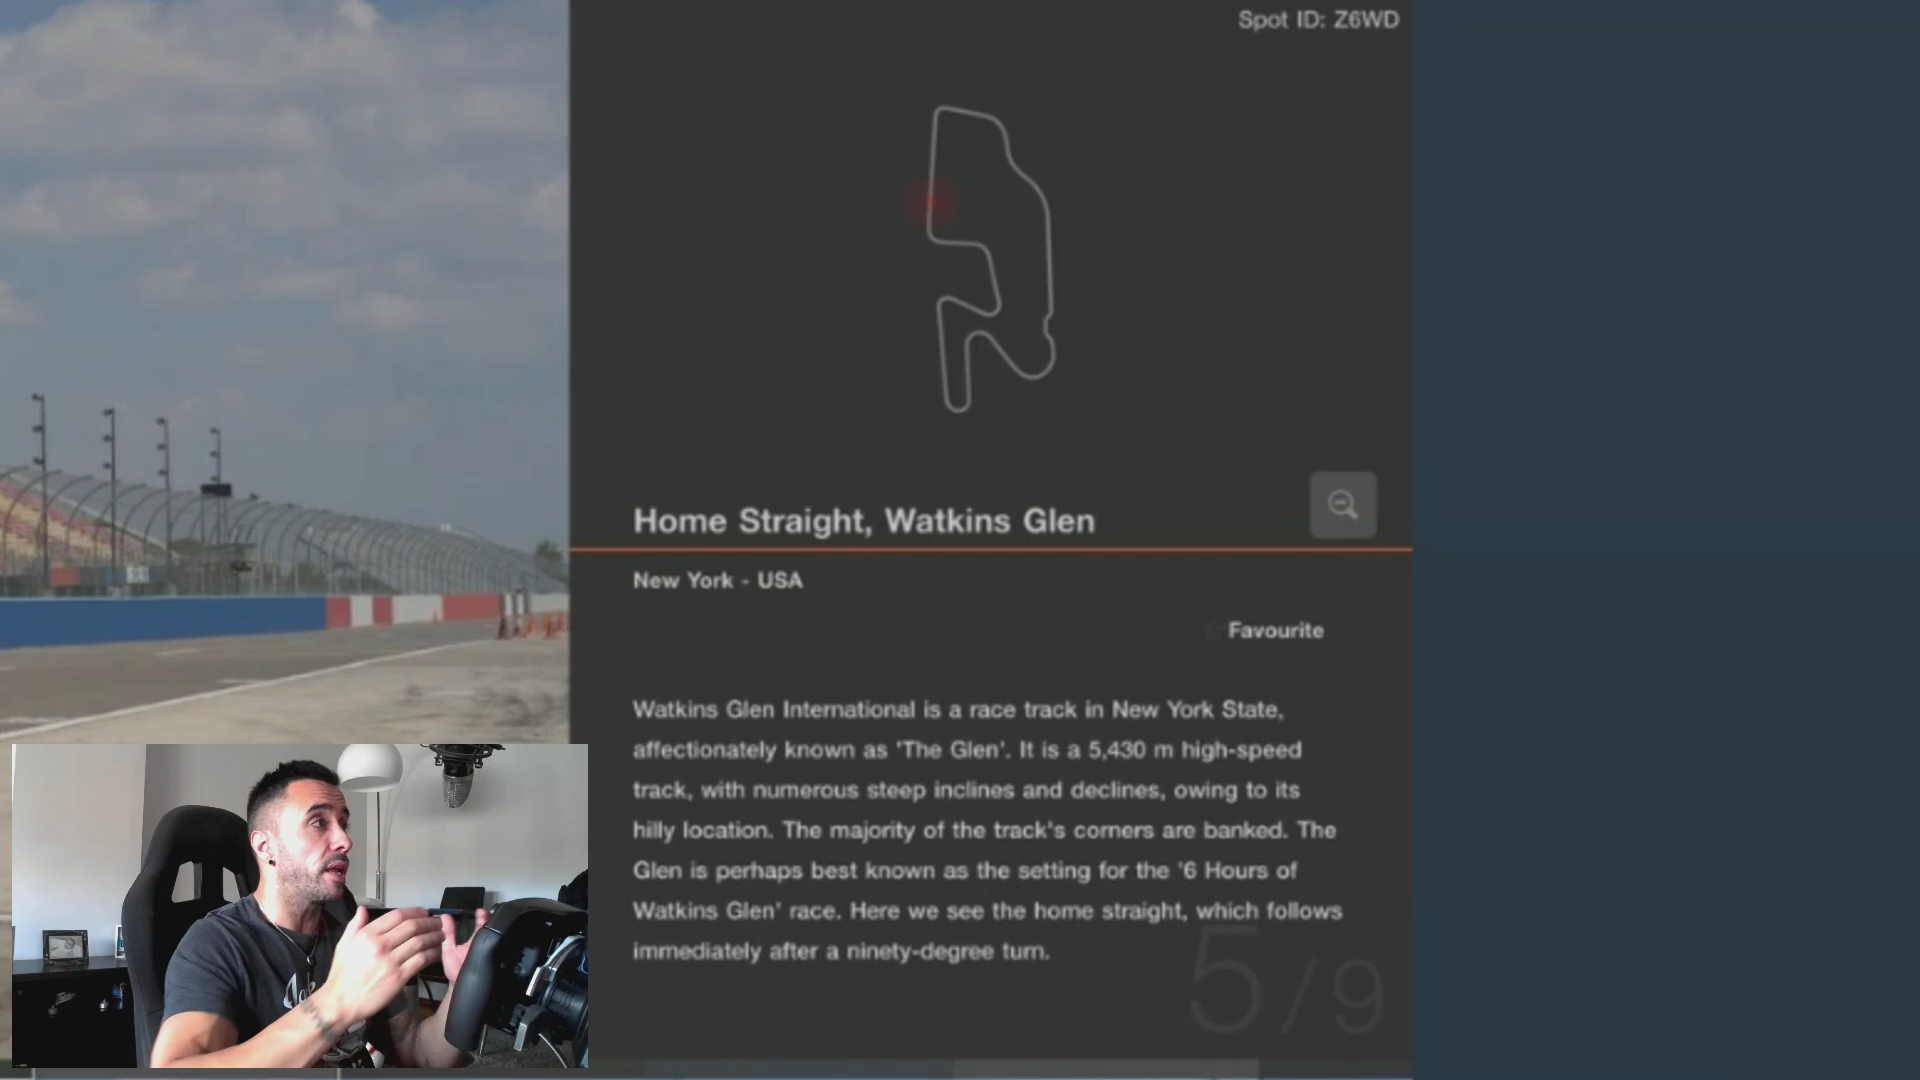 Spot ID: Z6WD
Home Straight, Watkins Glen
New York - USA
Favourite
Watkins Glen International is a race track in New York State,
affectionately known as 'The Glen'. It is a 5,430 m high-speed
track, with numerous steep inclines and declines, owing to its
hilly location. The majority of the track's corners are banked. The
Glen is perhaps best known as the setting for the '6 Hours of
Watkins Glen' race. Here we see the home straight, which follows
immediately after a ninety-degree turn.
5/9